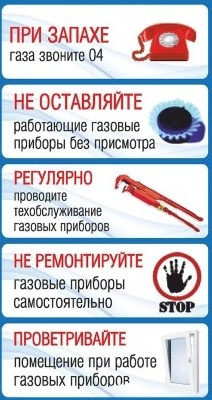 ПРИ ЗАПАХЕ
газа звоните 04
НЕ ОСТАВЛЯЙТЕ
работающие газовые
приборы без присмотра
РЕГУЛЯРНО
проводите
техобслуживание
газовых приборов
НЕ РЕМОНТИРУЙТЕ
газовые приборы
самостоятельно
STOP
ПРОВЕТРИВАЙТЕ
помещение при работе
газовых приборов